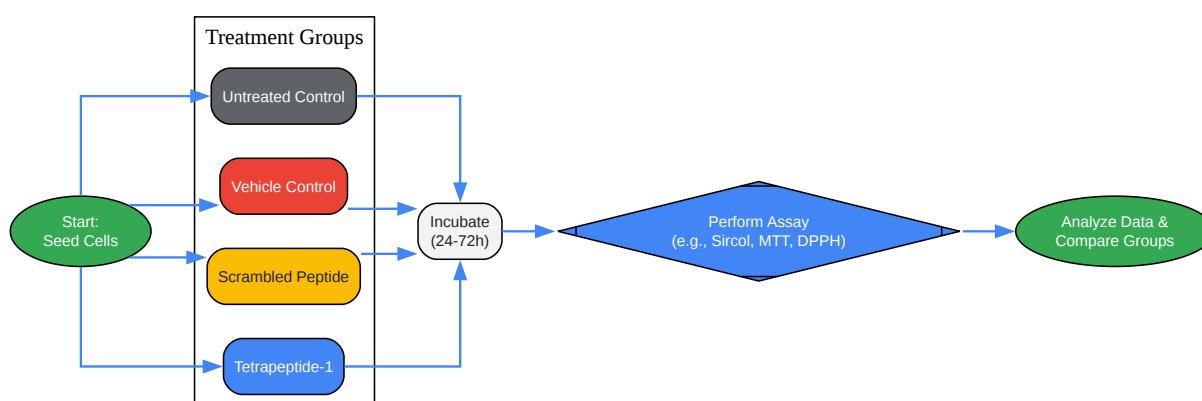 Treatment Groups
Untreated Control
Vehicle Control
Scrambled Peptide
Tetrapeptide-1
Start:
Seed Cells
Incubate
(24-72h)
Perform Assay
(e.g., Sircol, MTT, DPPH)
Analyze Data &
Compare Groups